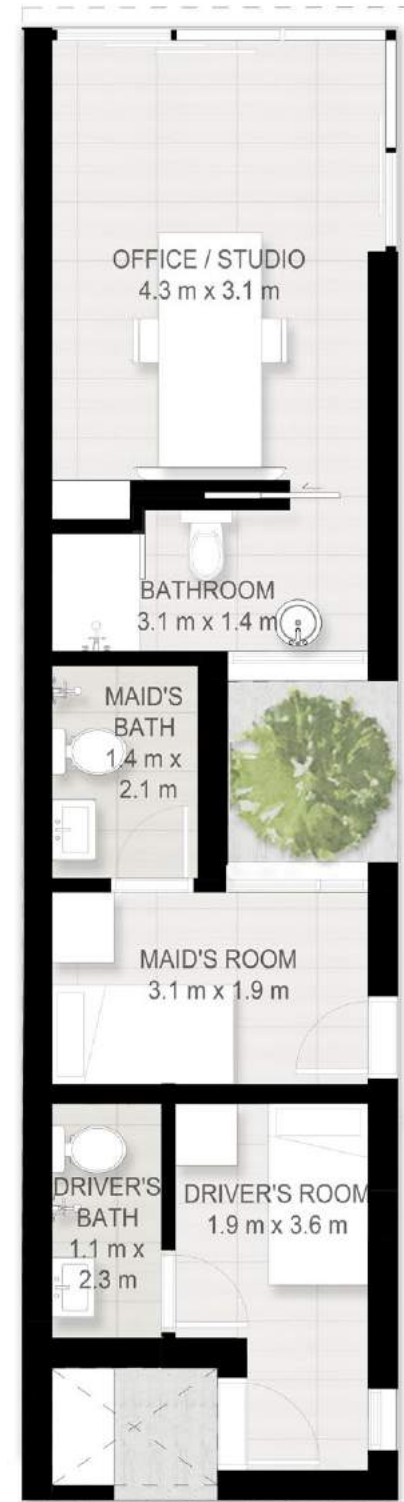 OFFICE / STUDIO
4.3 m x 3.1 m
BATHROOM
3.1 m x 1.4 m
MAID'S
BATH
1.4 m x
2.1 m
MAID'S ROOM
3.1 m x 1.9 m
DRIVER'S
BATH
1.1 m x
2.3 m
DRIVER'S ROOM
1.9 m x 3.6 m